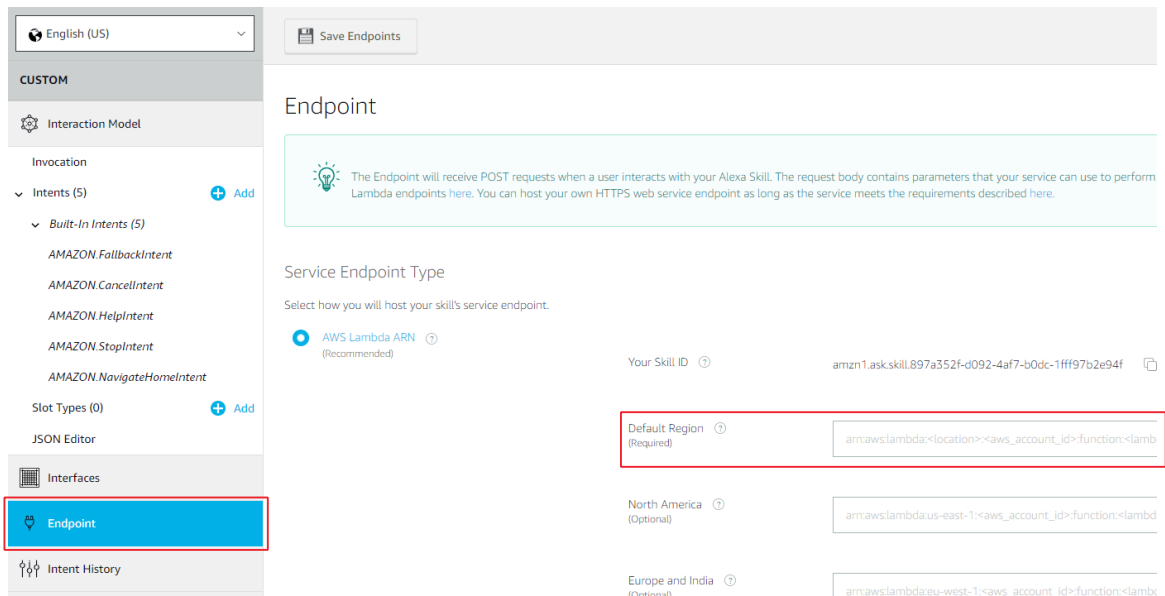 English (US)
CUSTOM
Interaction Model
Invocation
Intents (5)
Add
Built-In Intents (5)
AMAZON.FallbackIntent
AMAZON.CancelIntent
AMAZON.HelpIntent
AMAZON.StopIntent
AMAZON.NavigateHomeIntent
Slot Types (0)
Add
JSON Editor
Interfaces
Endpoint
Intent History
Save Endpoints
Endpoint
The Endpoint will receive POST requests when a user interacts with your Alexa Skill. The request body contains parameters that your service can use to perform
Lambda endpoints here. You can host your own HTTPS web service endpoint as long as the service meets the requirements described here.
Service Endpoint Type
Select how you will host your skill's service endpoint.
AWS Lambda ARN ?
(Recommended)
Your Skill ID ?
amzn1.ask.skill.897a352f-d092-4af7-b0dc-1fff97b2e94f
Default Region ?
(Required)
arn:aws:lambda:<location>:<aws_account_id>:function:<lamb
North America ?
(Optional)
arn:aws:lambda:us-east-1:<aws_account_id>:function:<lambd
Europe and India ?
(Optional)
arn:aws:lambda:eu-west-1:<aws_account_id>:function:<lambd